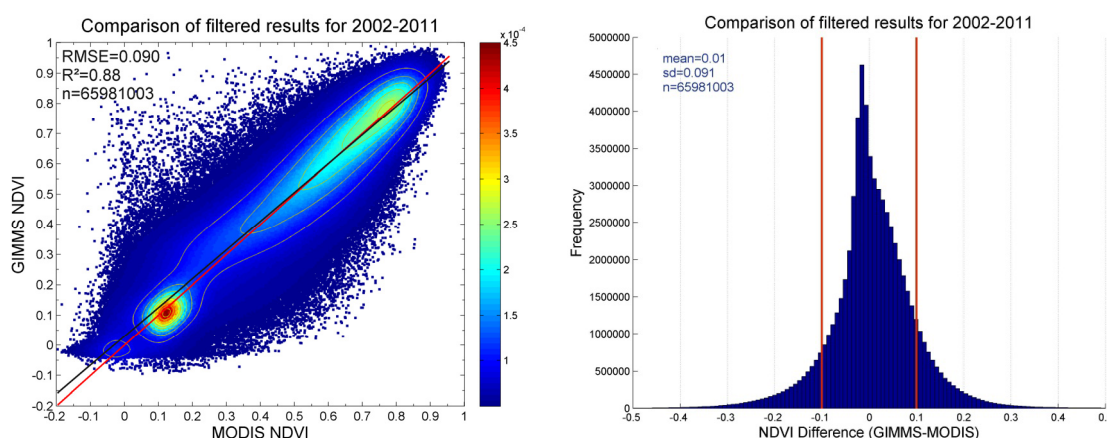 Comparison of filtered results for 2002-2011
RMSE=0.090
R²=0.88
n=65981003
GIMMS NDVI
1
0.9
0.8
0.7
0.6
0.5
0.4
0.3
0.2
0.1
0
-0.1
-0.2
-0.2 -0.1 0 0.1 0.2 0.3 0.4 0.5 0.6 0.7 0.8 0.9 1
MODIS NDVI
x 10⁻⁴
4.5
4
3.5
3
2.5
2
1.5
1
Comparison of filtered results for 2002-2011
mean=0.01
sd=0.091
n=65981003
Frequency
5000000
4500000
4000000
3500000
3000000
2500000
2000000
1500000
1000000
500000
0
-0.5 -0.4 -0.3 -0.2 -0.1 0.0 0.1 0.2 0.3 0.4
NDVI Difference (GIMMS-MODIS)